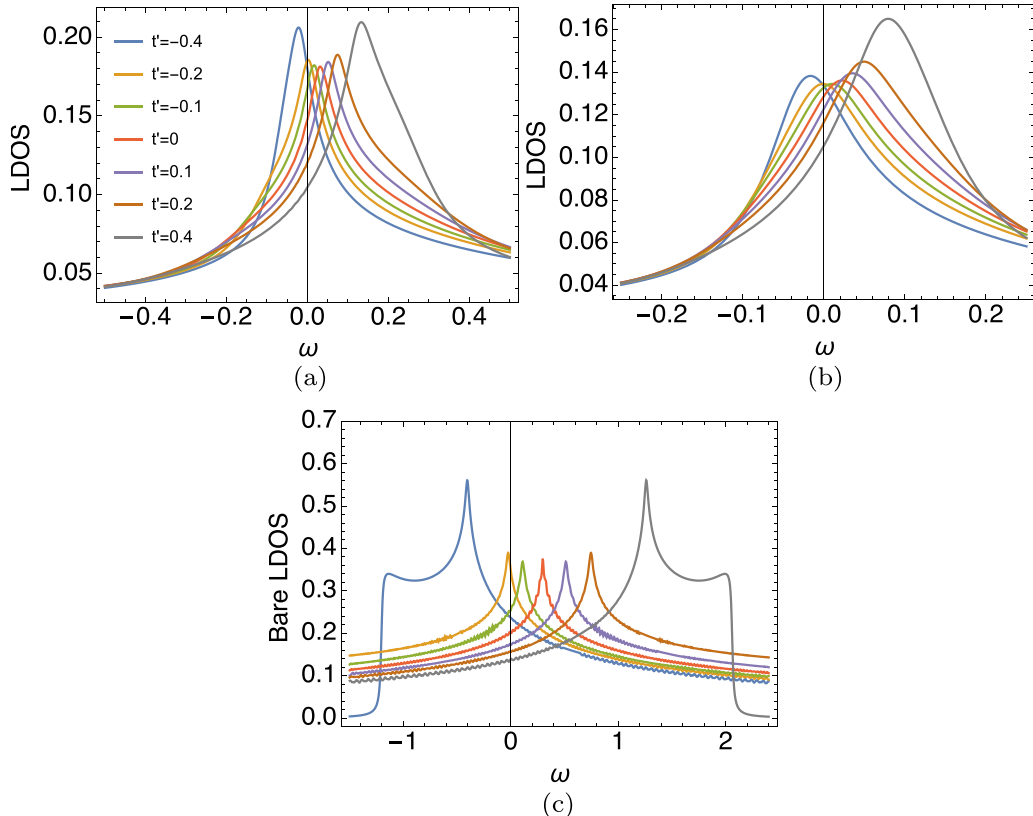 LDOS
0.20
0.15
0.10
0.05
t'=−0.4
t'=−0.2
t'=−0.1
t'=0
t'=0.1
t'=0.2
t'=0.4
−0.4 −0.2 0.0 0.2 0.4
ω
(a)
LDOS
0.16
0.14
0.12
0.10
0.08
0.06
0.04
−0.2 −0.1 0.0 0.1 0.2
ω
(b)
Bare LDOS
0.7
0.6
0.5
0.4
0.3
0.2
0.1
0.0
−1 0 1 2
ω
(c)